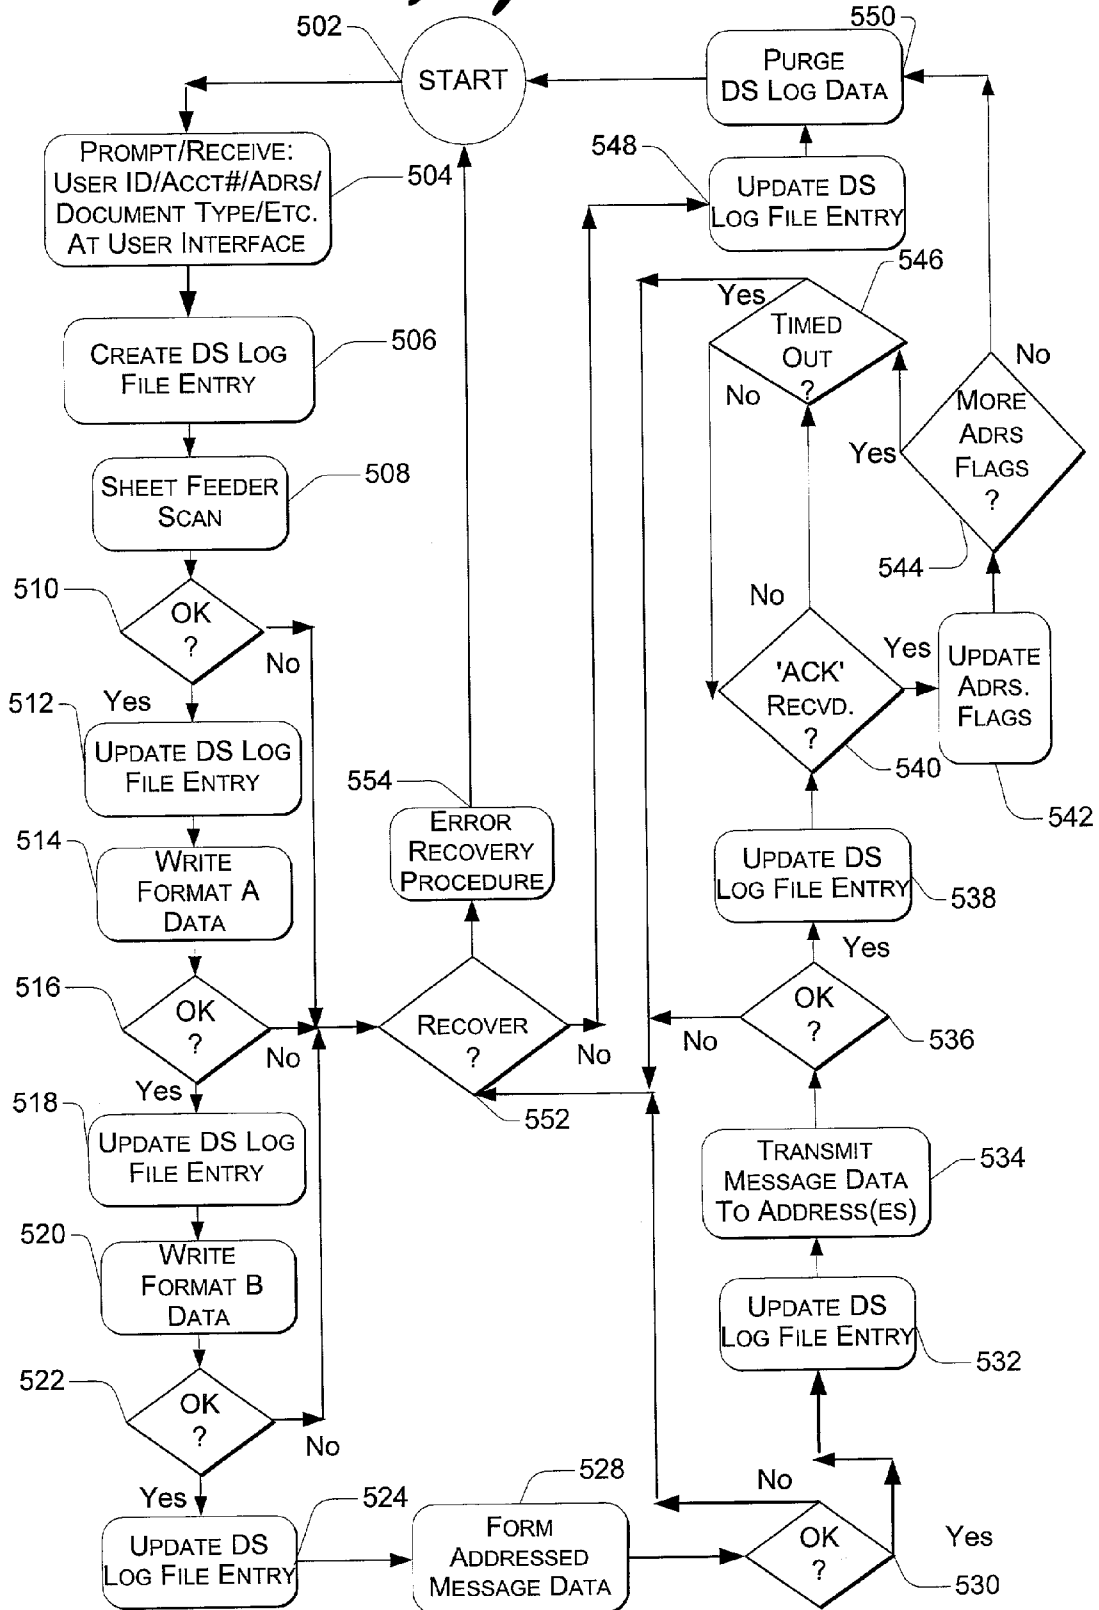 502
START
PURGE
DS LOG DATA
550
PROMPT/RECEIVE:
USER ID/ACCT#/ADRS/
DOCUMENT TYPE/ETC.
AT USER INTERFACE
504
548
UPDATE DS
LOG FILE ENTRY
CREATE DS LOG
FILE ENTRY
506
Yes
TIMED
OUT
?
546
No
SHEET FEEDER
SCAN
508
MORE
ADRS
FLAGS
?
No
Yes
544
510
OK
?
No
Yes
No
'ACK'
RECVD.
?
540
Yes
UPDATE
ADRS.
FLAGS
542
512
UPDATE DS LOG
FILE ENTRY
514
WRITE
FORMAT A
DATA
554
ERROR
RECOVERY
PROCEDURE
UPDATE DS
LOG FILE ENTRY
538
Yes
516
OK
?
No
Yes
RECOVER
?
No
552
OK
?
No
536
518
UPDATE DS LOG
FILE ENTRY
TRANSMIT
MESSAGE DATA
TO ADDRESS(ES)
534
520
WRITE
FORMAT B
DATA
UPDATE DS
LOG FILE ENTRY
532
522
OK
?
No
Yes
UPDATE DS
LOG FILE ENTRY
524
FORM
ADDRESSED
MESSAGE DATA
528
No
OK
?
Yes
530